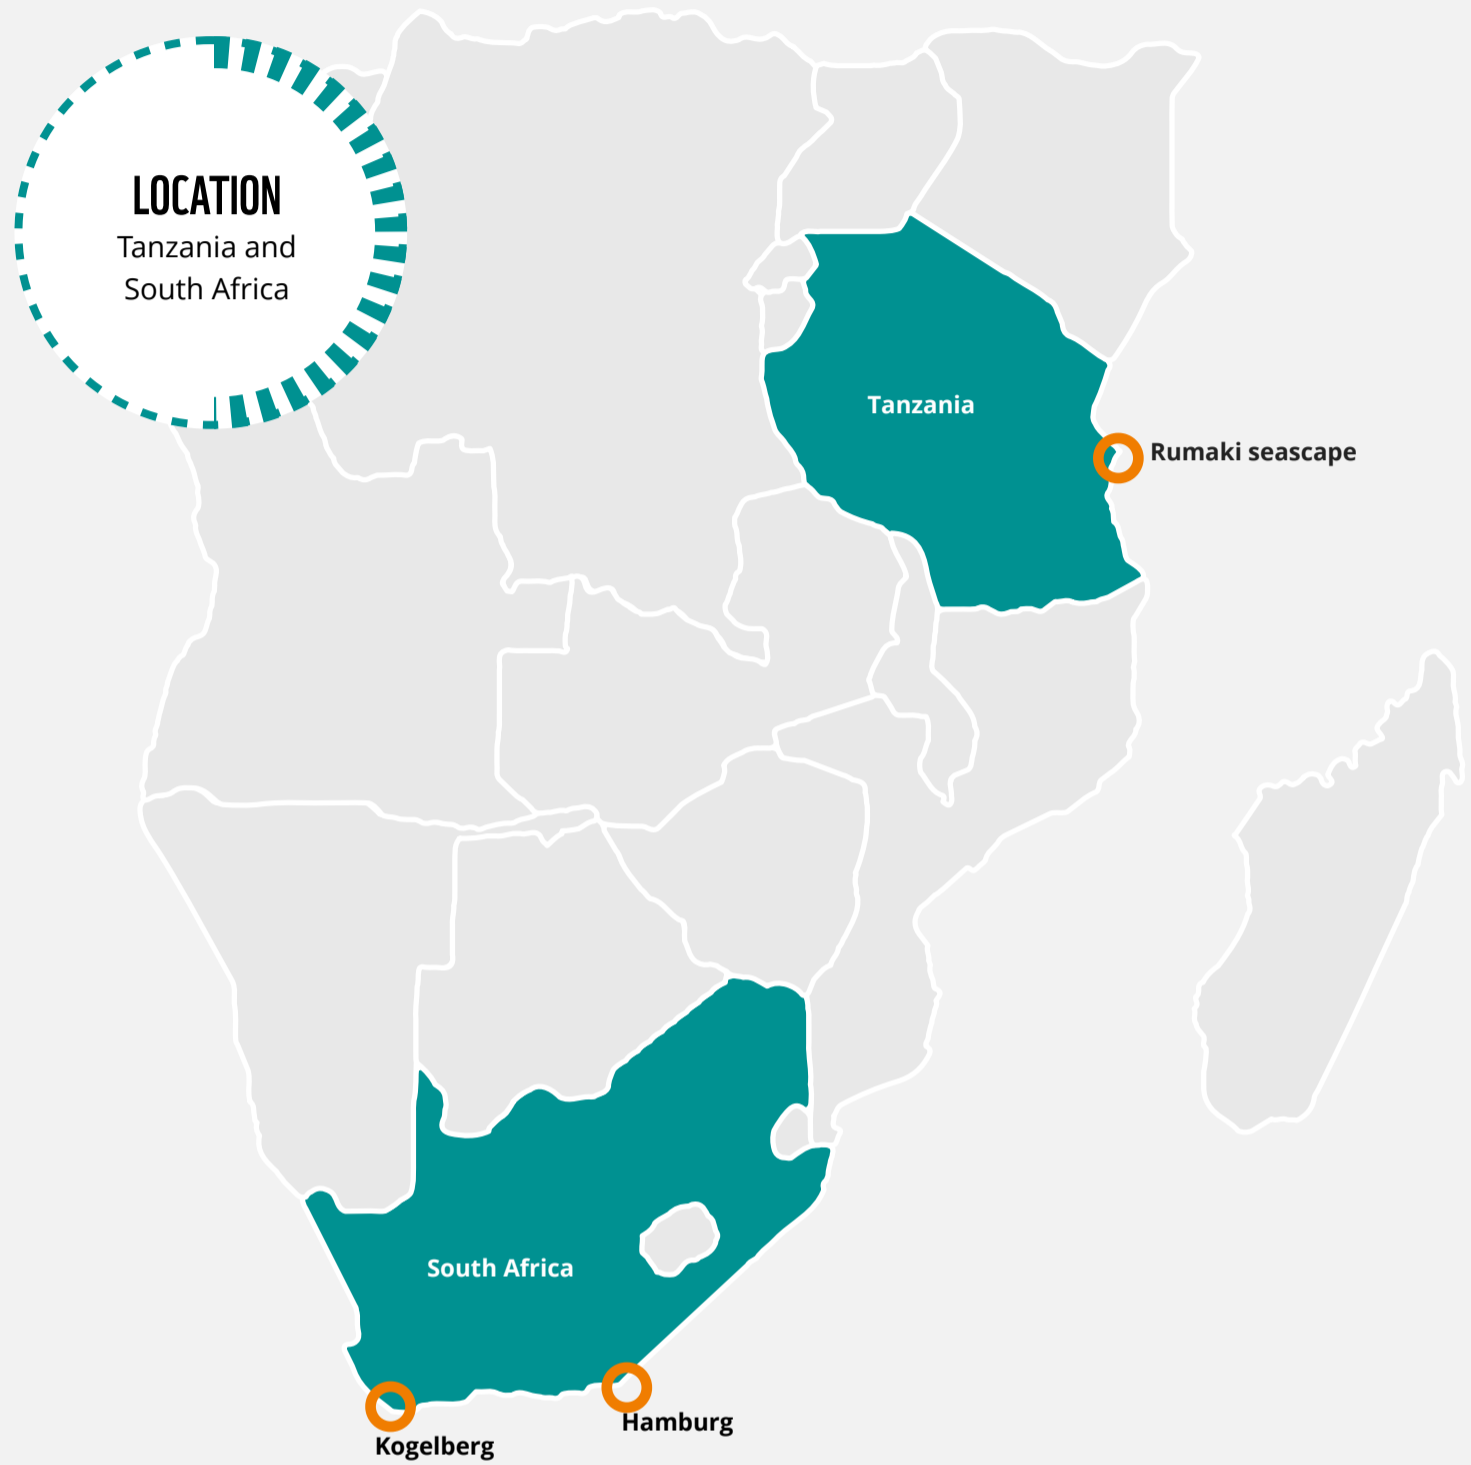 LOCATION
Tanzania and
South Africa
Tanzania
Rumaki seascape
South Africa
Hamburg
Kogelberg